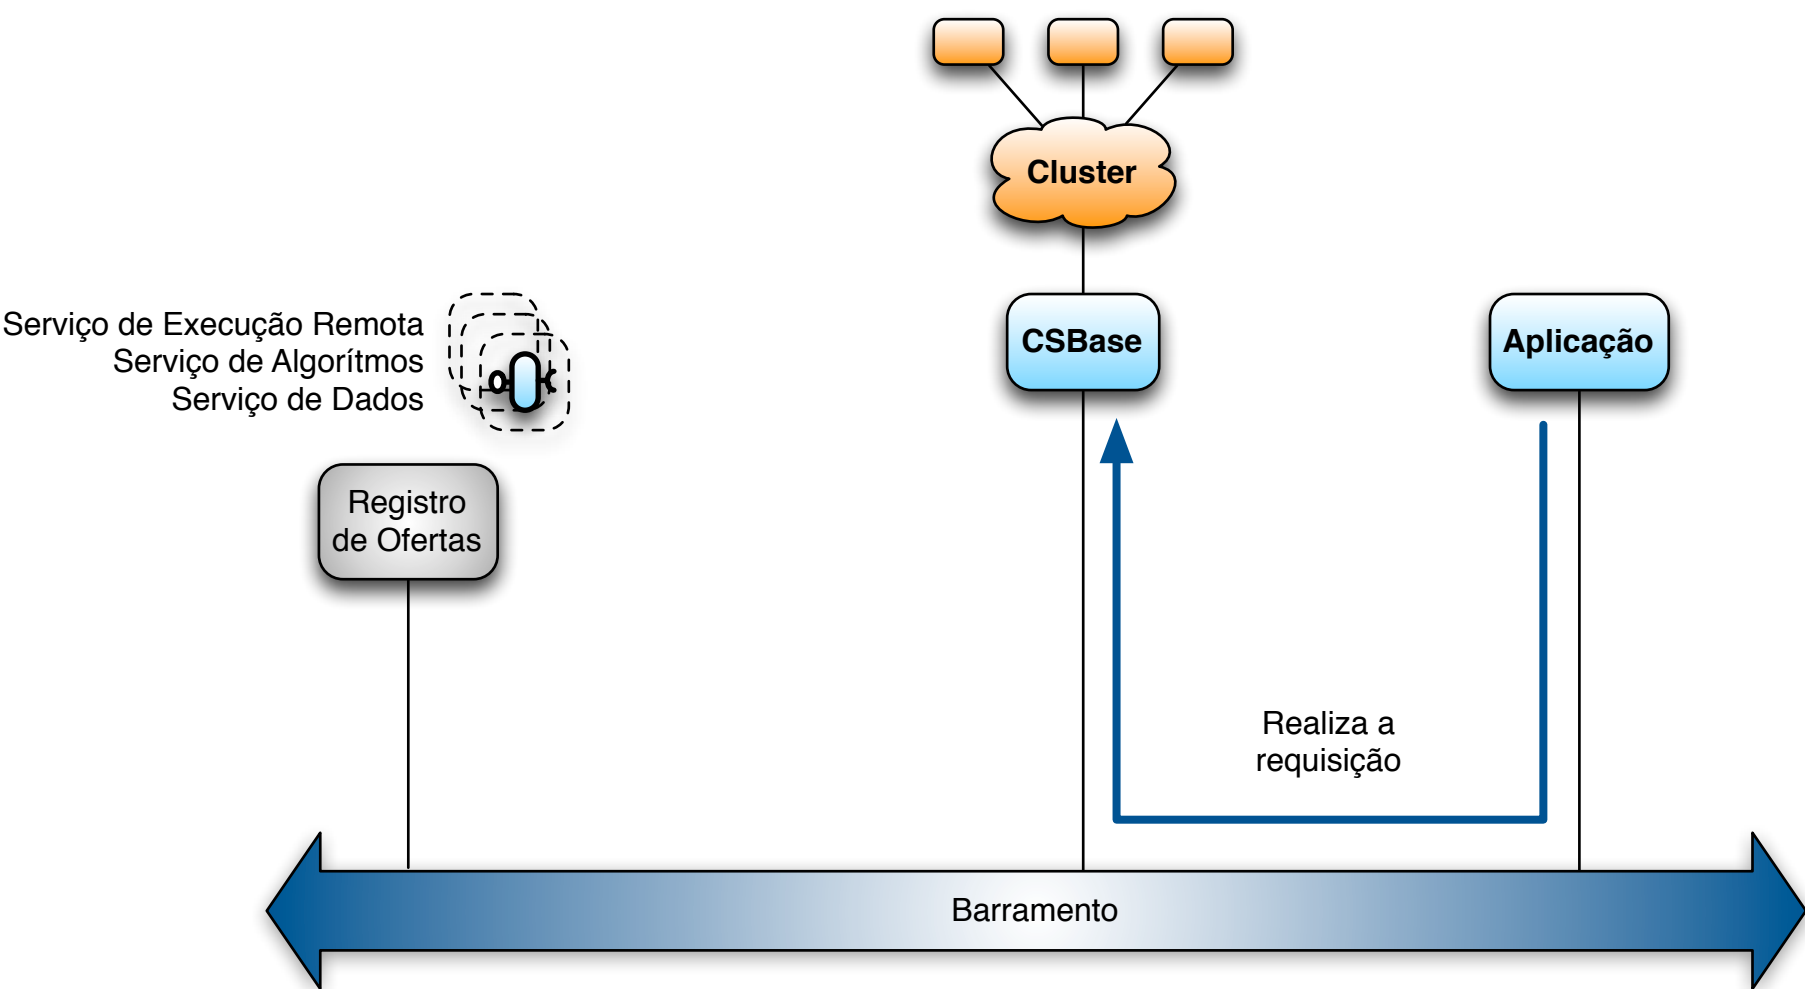 Cluster
Serviço de Execução Remota
Serviço de Algorítmos
Serviço de Dados
CSBase
Aplicação
Registro
de Ofertas
Realiza a
requisição
Barramento